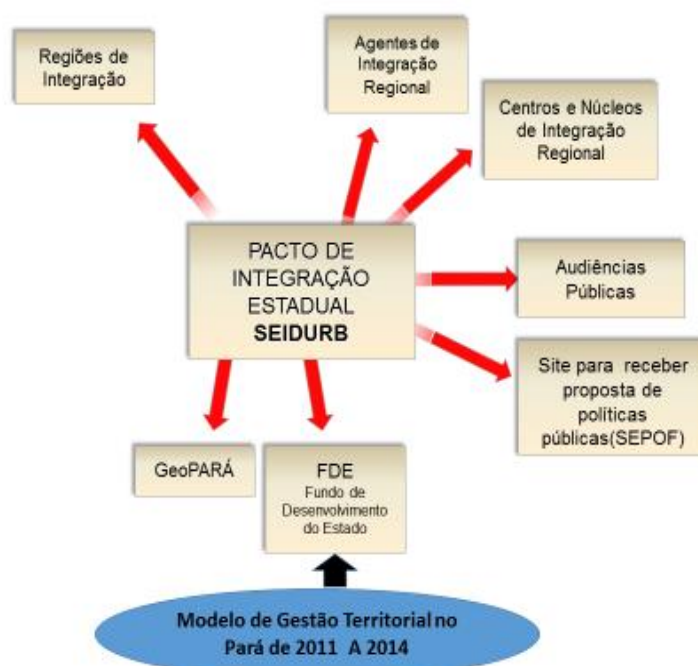 Regiões de
Integração
Agentes de
Integração
Regional
Centros e Núcleos
de Integração
Regional
PACTO DE
INTEGRAÇÃO
ESTADUAL
SEIDURB
Audiências
Públicas
Site para receber
proposta de
políticas
públicas(SEPOF)
GeoPARÁ
FDE
Fundo de
Desenvolvimento
do Estado
Modelo de Gestão Territorial no
Pará de 2011 A 2014